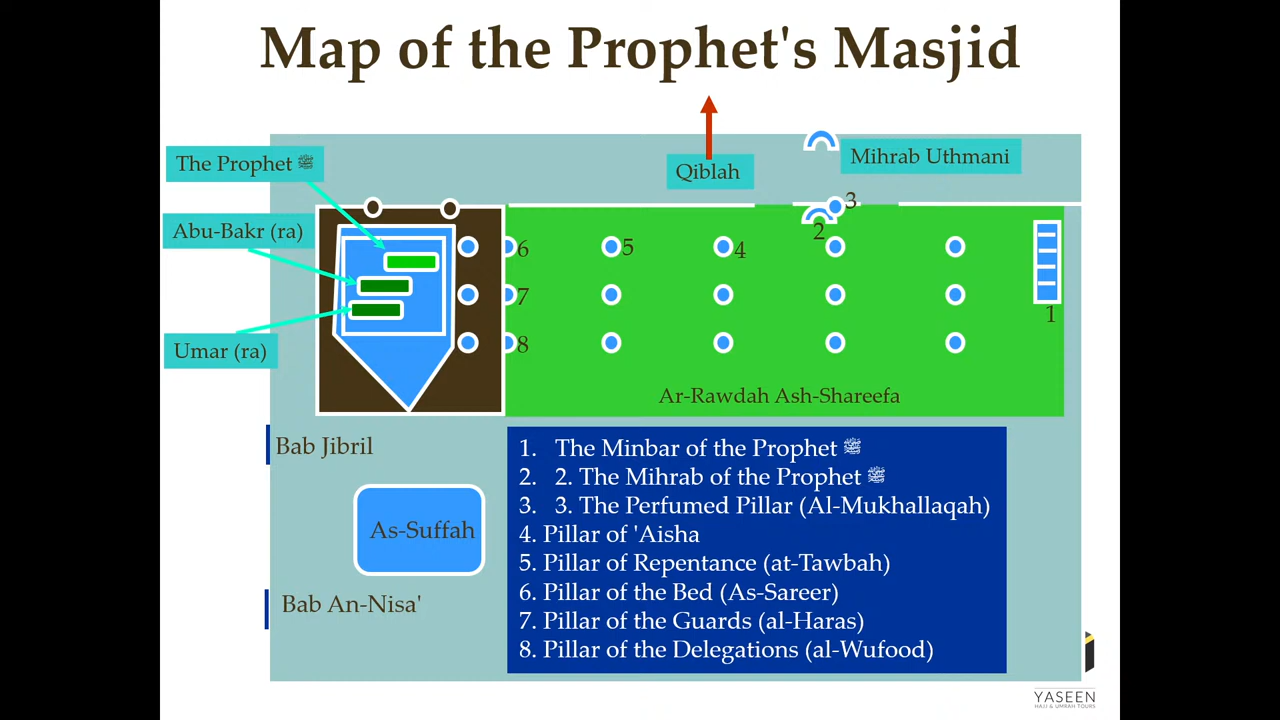 Map of the Prophet's Masjid
The Prophet ﷺ
Qiblah
Mihrab Uthmani
Abu-Bakr (ra)
3
2
6
5
4
7
1
Umar (ra)
8
Ar-Rawdah Ash-Shareefa
Bab Jibril
As-Suffah
Bab An-Nisa'
1. The Minbar of the Prophet ﷺ
2. 2. The Mihrab of the Prophet ﷺ
3. 3. The Perfumed Pillar (Al-Mukhallaqah)
4. Pillar of 'Aisha
5. Pillar of Repentance (at-Tawbah)
6. Pillar of the Bed (As-Sareer)
7. Pillar of the Guards (al-Haras)
8. Pillar of the Delegations (al-Wufood)
YASEEN
HAJJ & UMRAH TOURS